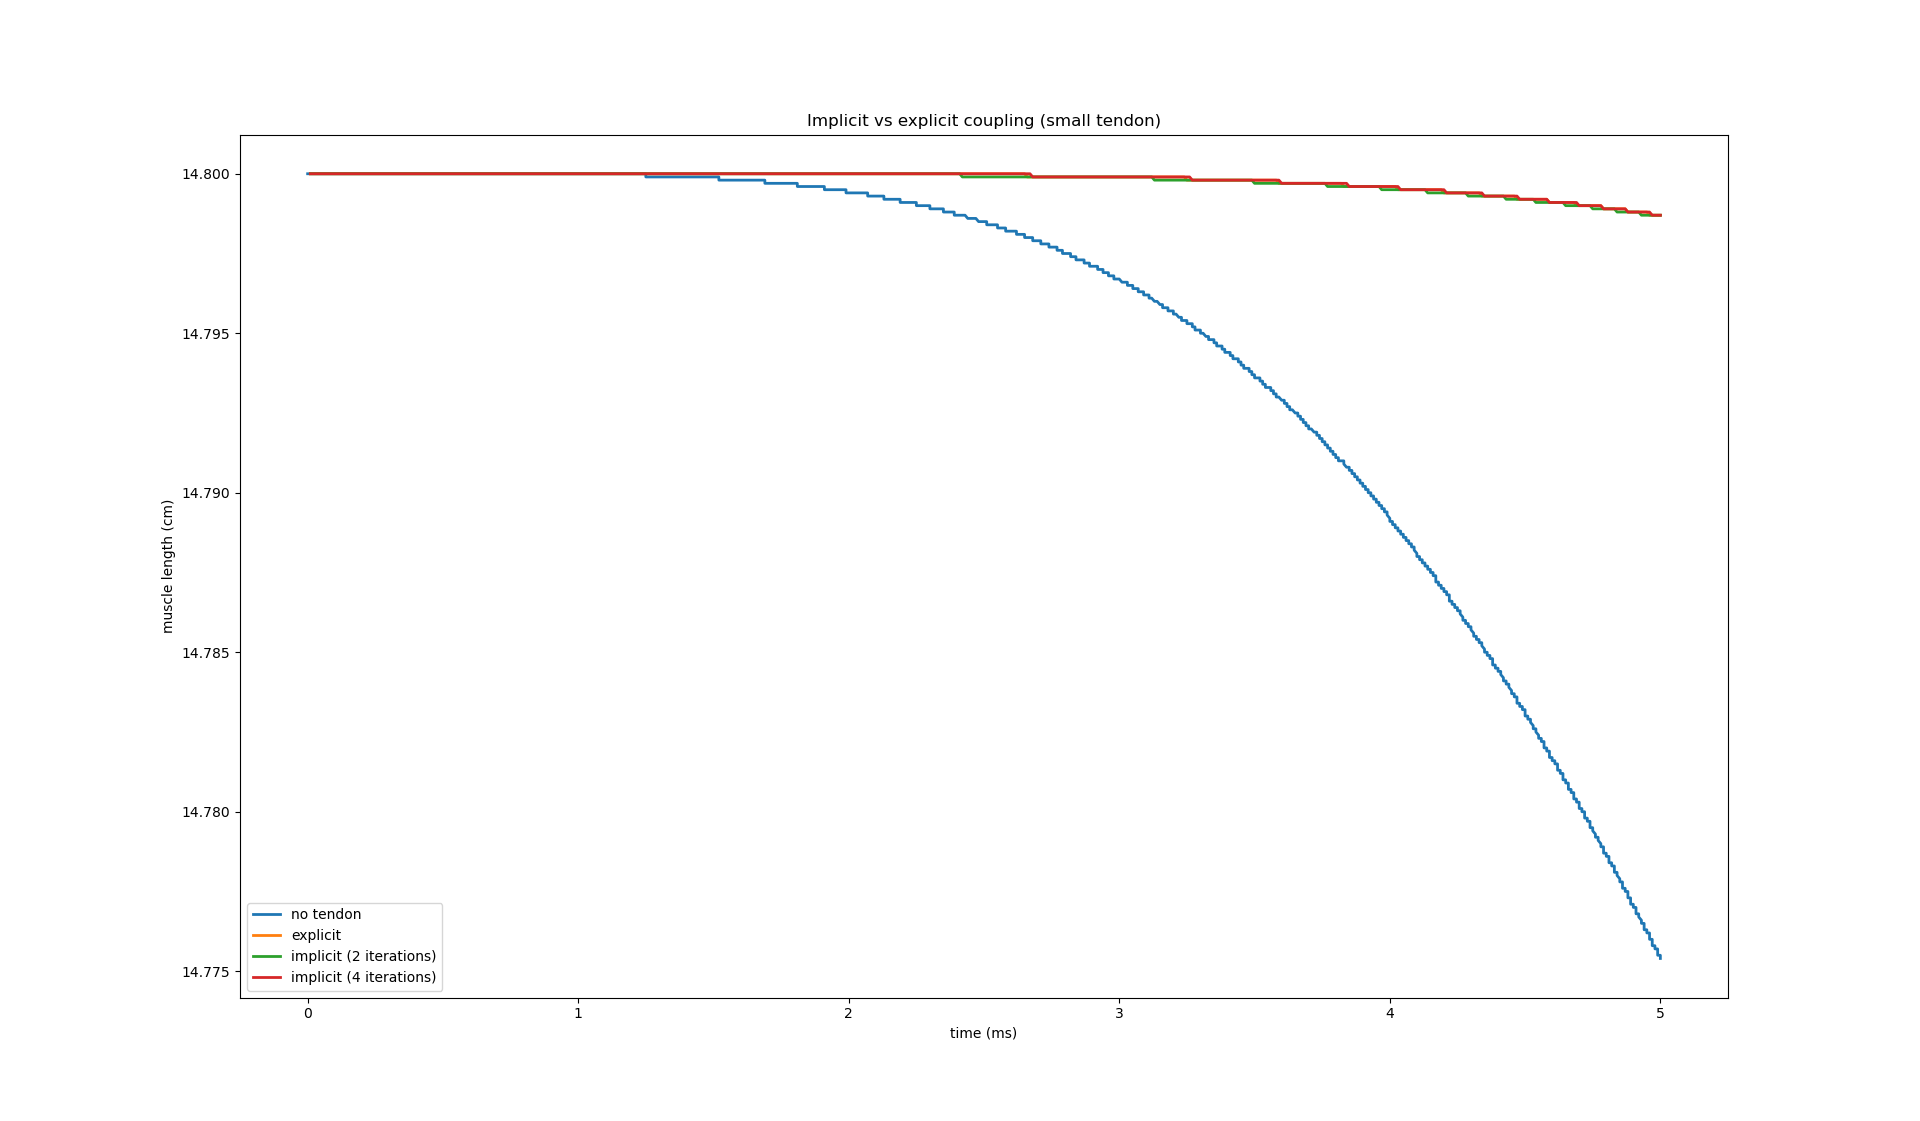 Implicit vs explicit coupling (small tendon)
14.800
14.795
14.790
14.785
14.780
14.775
muscle length (cm)
no tendon
explicit
implicit (2 iterations)
implicit (4 iterations)
0 1 2 3 4 5
time (ms)